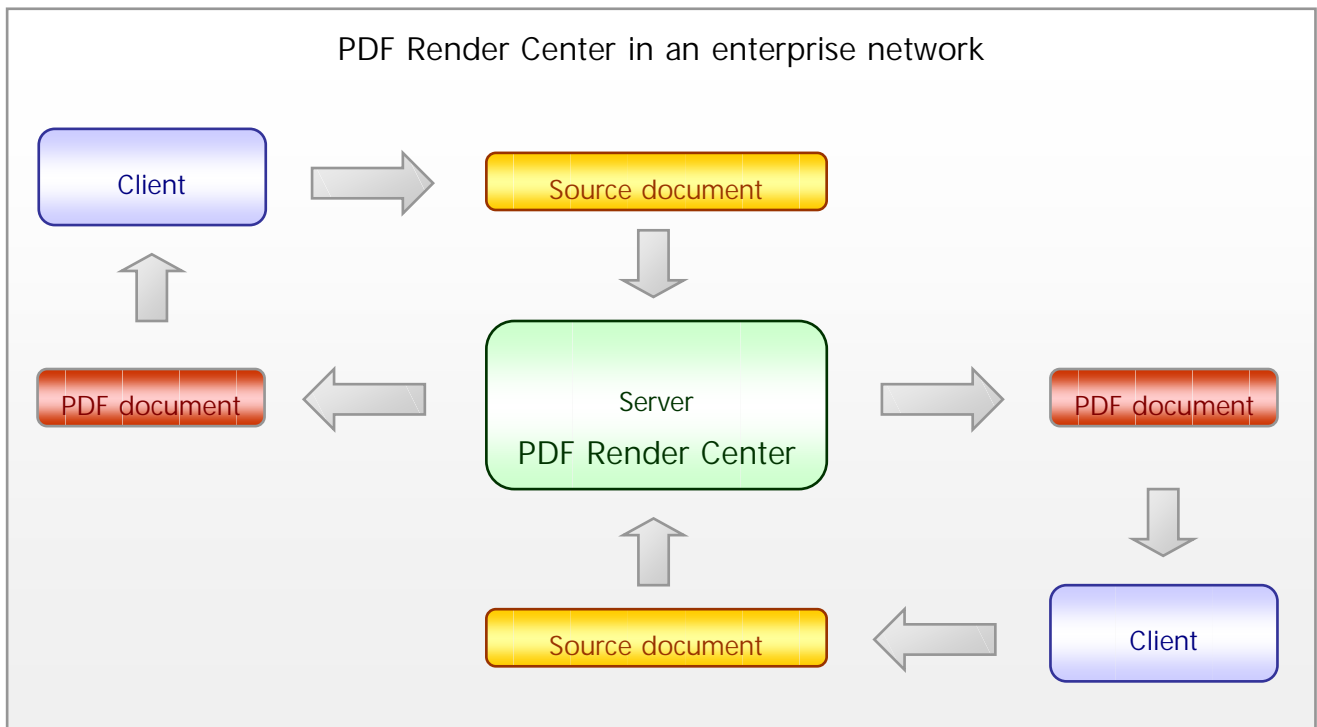 PDF Render Center in an enterprise network
Client
Source document
PDF document
Server
PDF Render Center
PDF document
Source document
Client